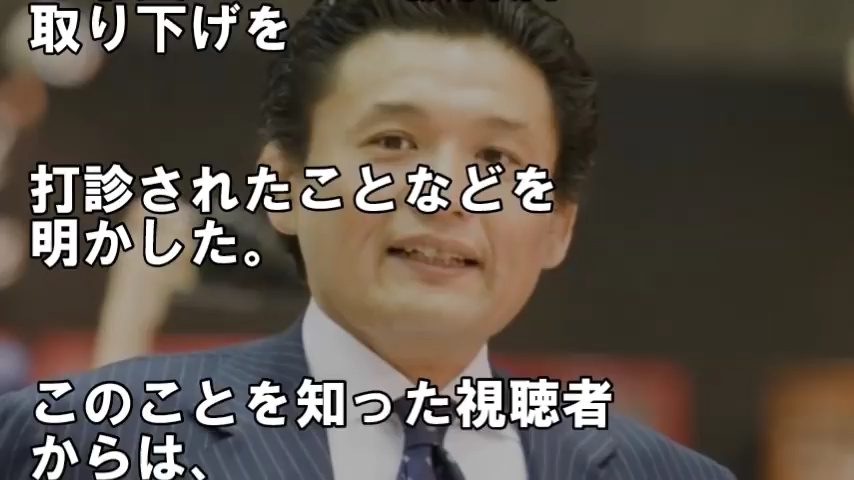 取り下げを
打診されたことなどを
明かした。
このことを知った視聴者
からは、